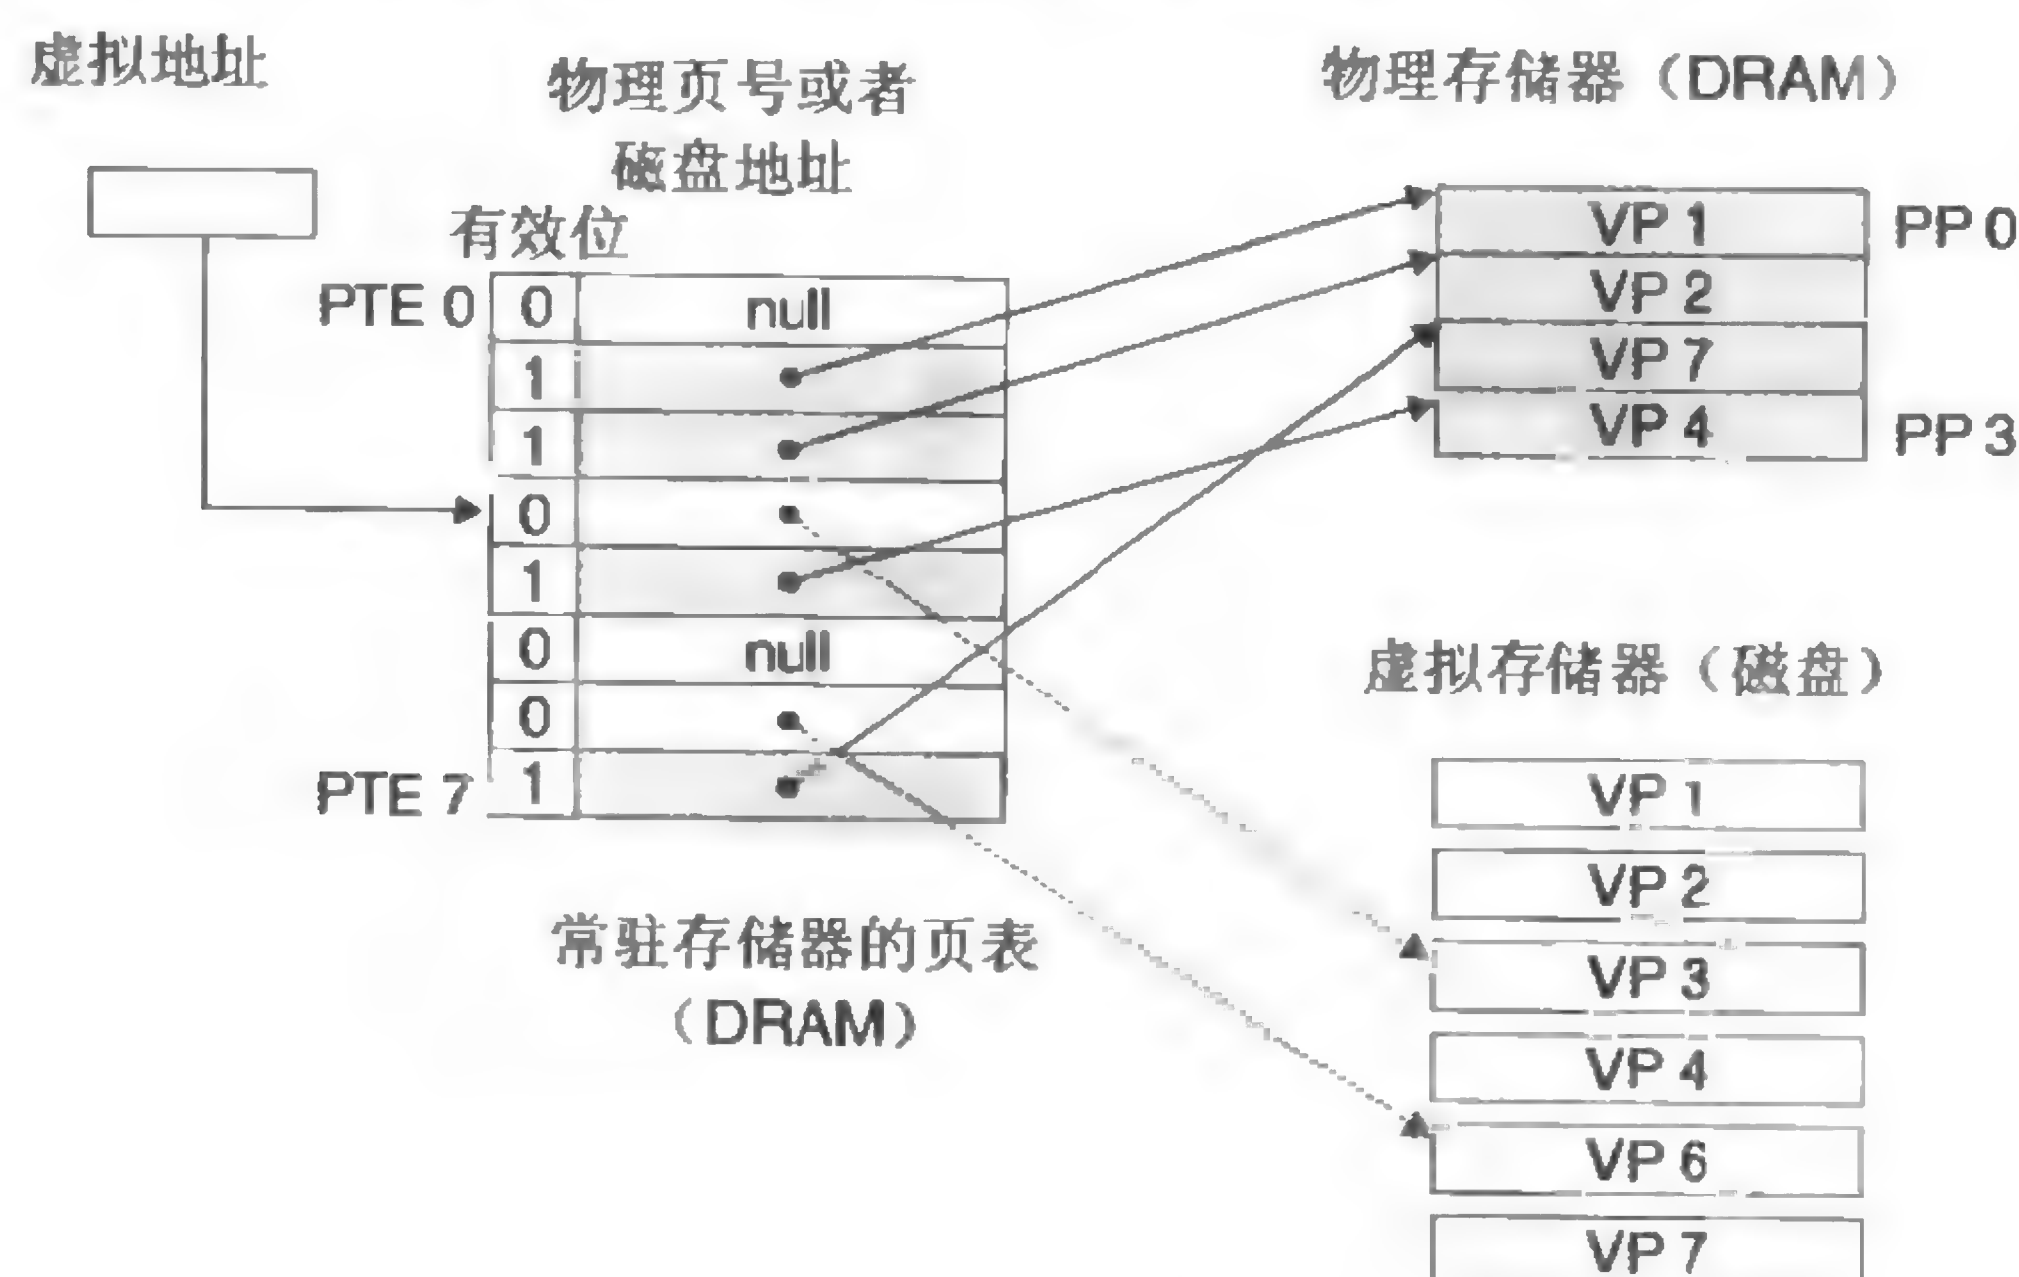 虚拟地址
物理页号或者
磁盘地址
有效位
PTE 0 0 null
1
1
0
1
0 null
0
PTE 7 1
常驻存储器的页表
（DRAM）
物理存储器（DRAM）
VP 1 PP 0
VP 2
VP 7
VP 4 PP 3
虚拟存储器（磁盘）
VP 1
VP 2
VP 3
VP 4
VP 6
VP 7